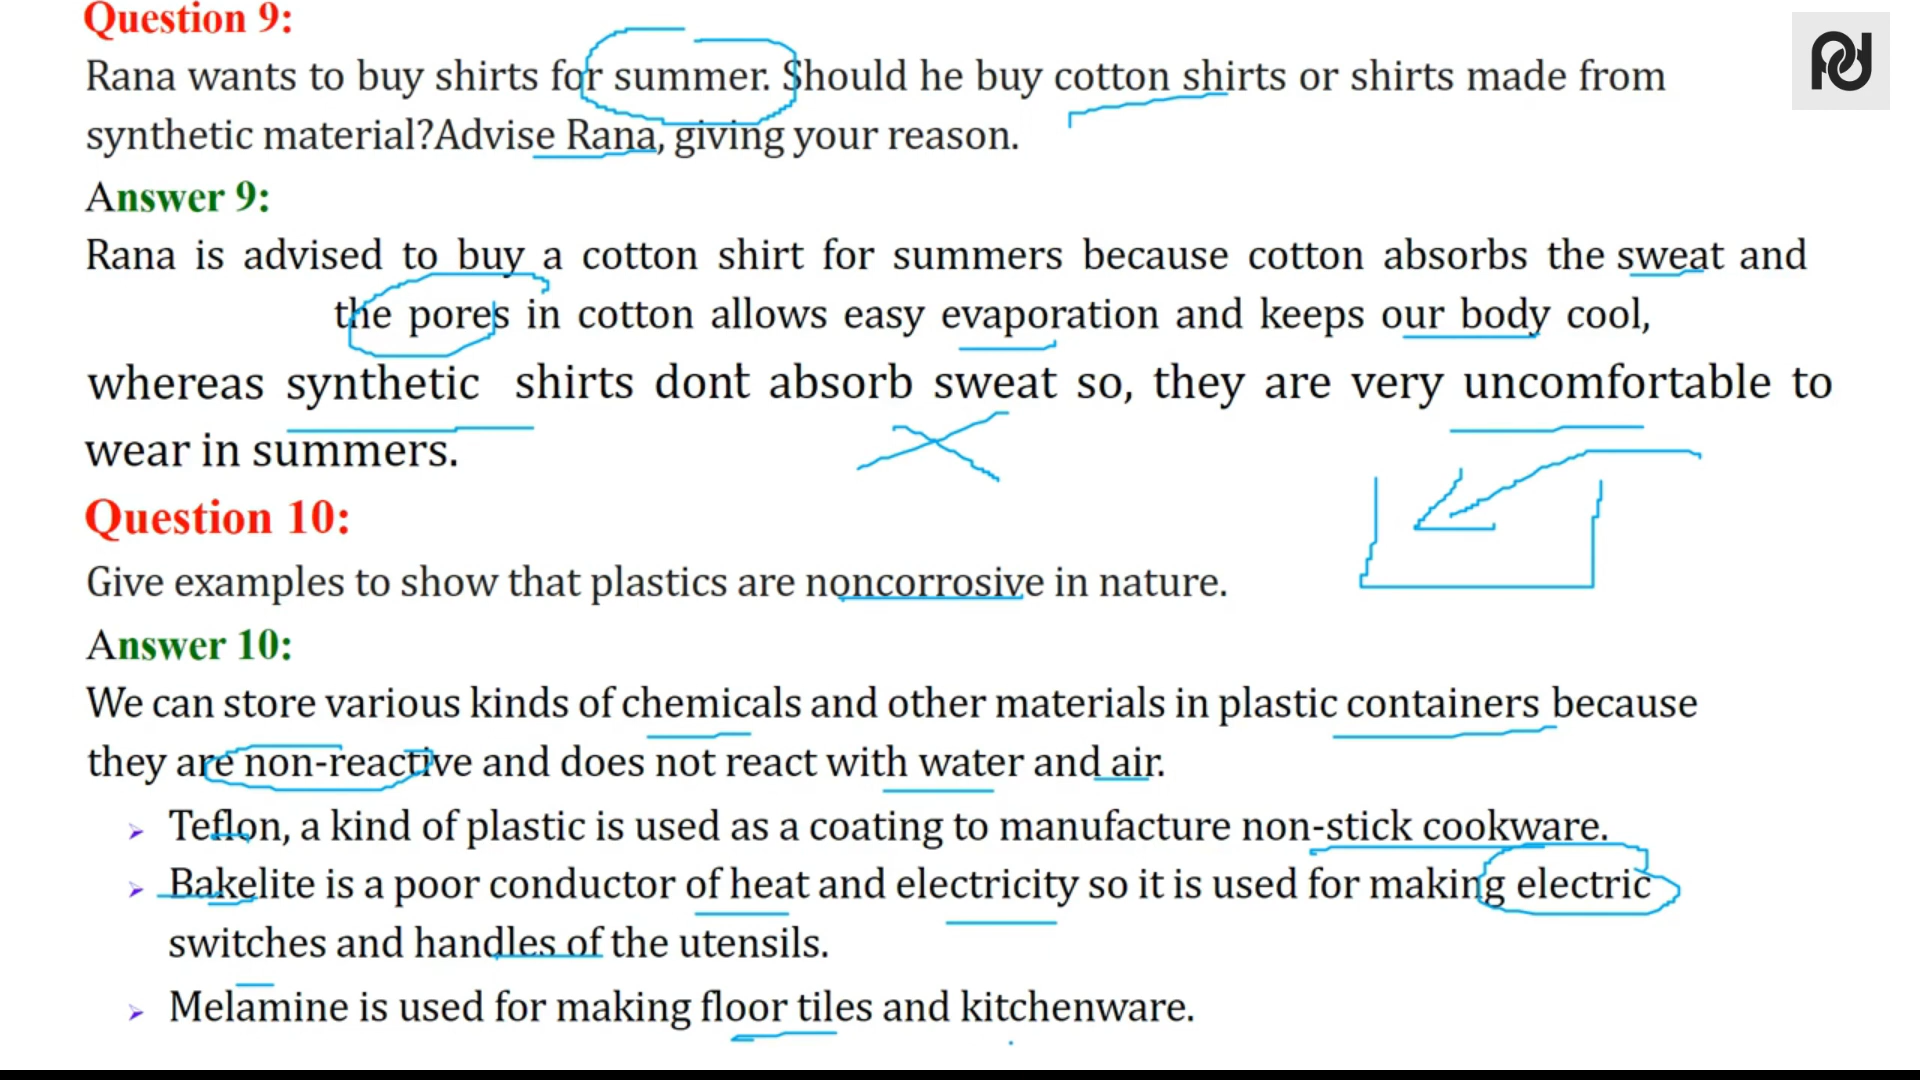 Question 9:
Rana wants to buy shirts for summer. Should he buy cotton shirts or shirts made from
synthetic material?Advise Rana, giving your reason.
Answer 9:
Rana is advised to buy a cotton shirt for summers because cotton absorbs the sweat and
the pores in cotton allows easy evaporation and keeps our body cool,
whereas synthetic shirts dont absorb sweat so, they are very uncomfortable to
wear in summers.
Question 10:
Give examples to show that plastics are noncorrosive in nature.
Answer 10:
We can store various kinds of chemicals and other materials in plastic containers because
they are non-reactive and does not react with water and air.
➢ Teflon, a kind of plastic is used as a coating to manufacture non-stick cookware.
➢ Bakelite is a poor conductor of heat and electricity so it is used for making electric
switches and handles of the utensils.
➢ Melamine is used for making floor tiles and kitchenware.